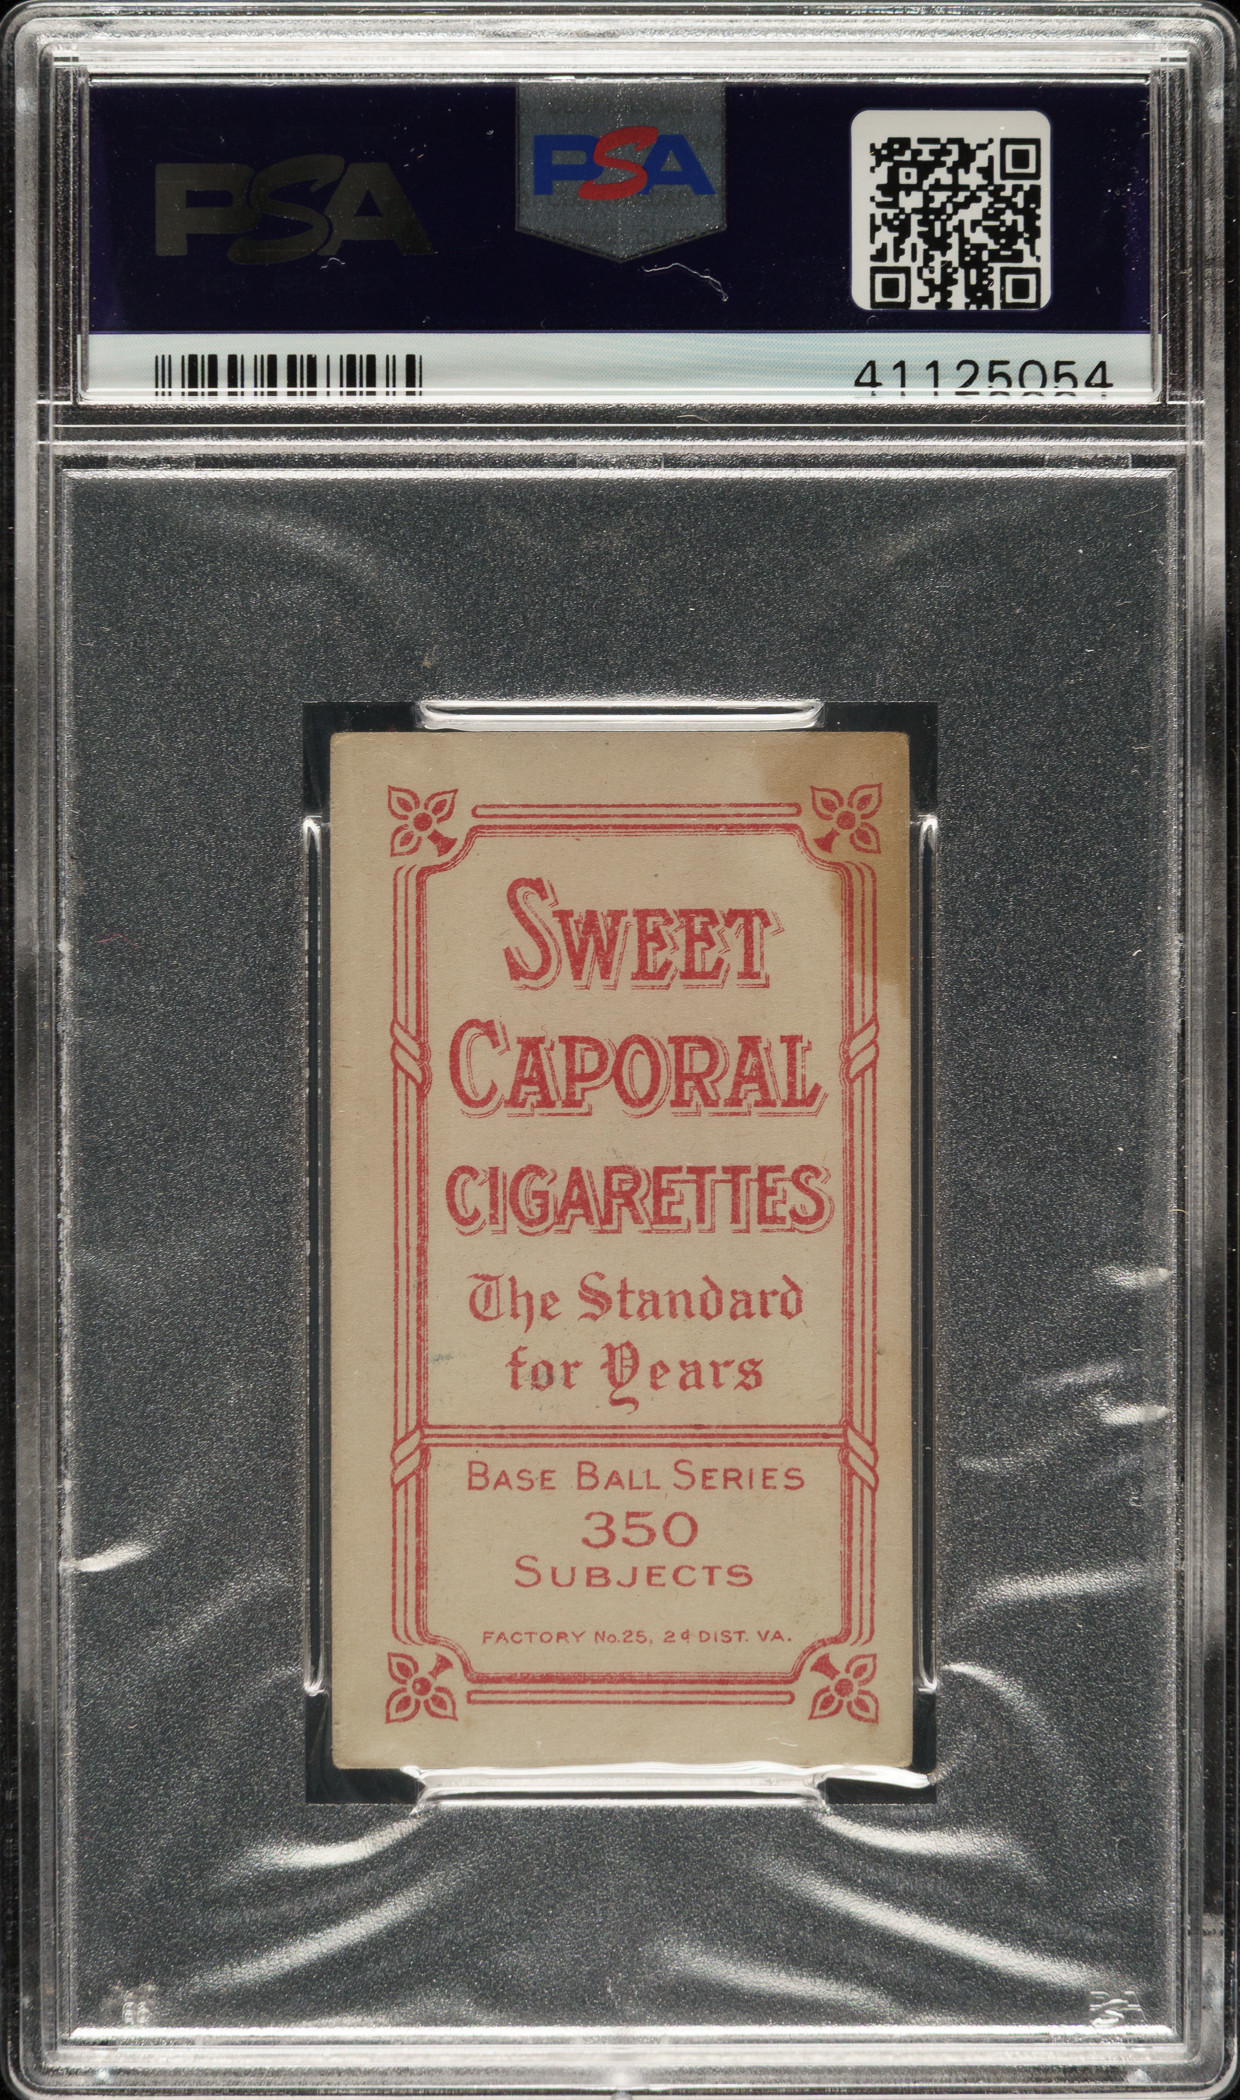 PSA
PSA
41125054
SWEET
CAPORAL
CIGARETTES
The Standard
for Years
BASE BALL SERIES
350
SUBJECTS
FACTORY No.25, 2d DIST. VA.
PSA